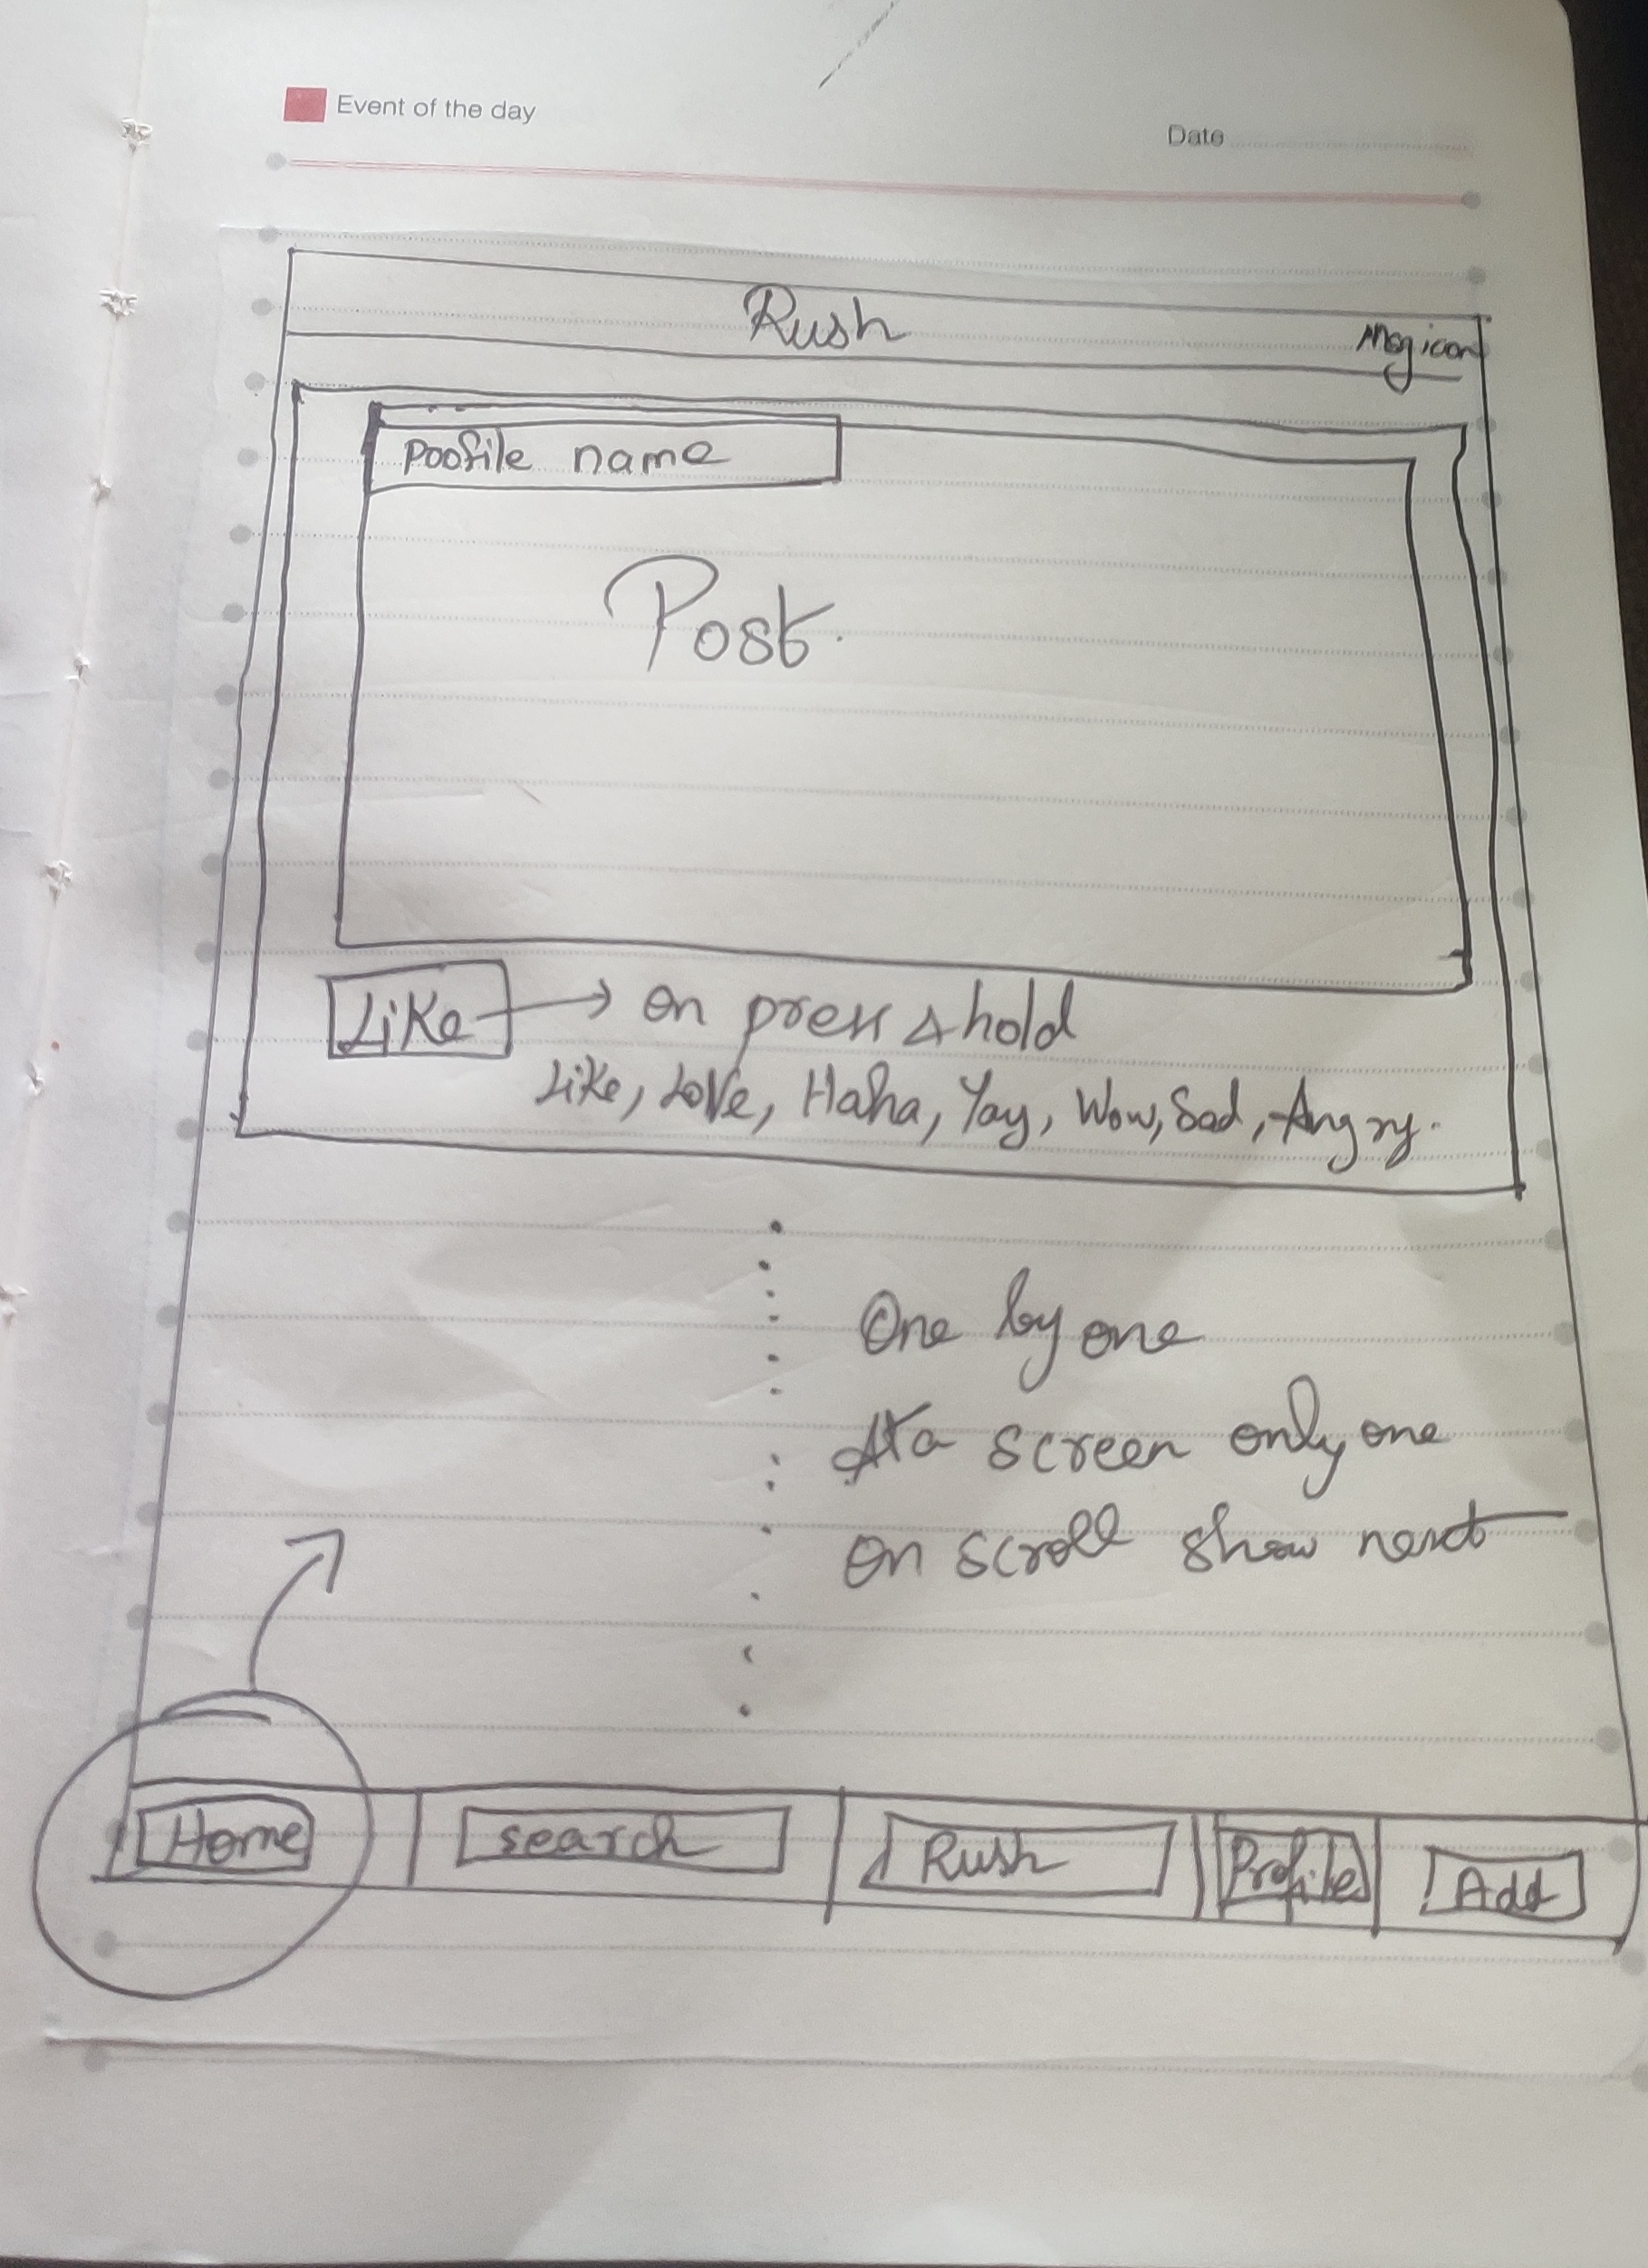 Event of the day
Date
Rush
Msg icon
Profile name
Post.
Like → on press & hold
Like, Love, Haha, Yay, Wow, Sad, Angry.
One by one
At a screen only one
on scroll show next
Home
search
Rush
Profile
Add